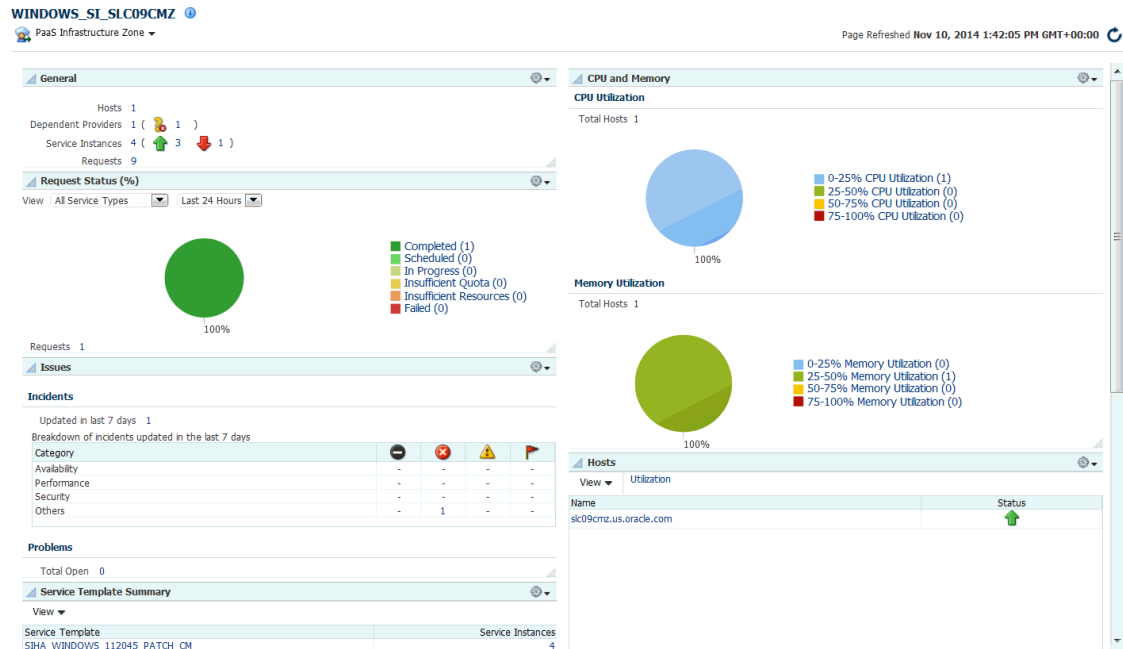 WINDOWS_SI_SLC09CMZ
PaaS Infrastructure Zone
Page Refreshed Nov 10, 2014 1:42:05 PM GMT+00:00
General
Hosts 1
Dependent Providers 1 ( 1 )
Service Instances 4 ( 3 1 )
Requests 9
Request Status (%)
View All Service Types Last 24 Hours
Completed (1)
Scheduled (0)
In Progress (0)
Insufficient Quota (0)
Insufficient Resources (0)
Failed (0)
100%
Requests 1
Issues
Incidents
Updated in last 7 days 1
Breakdown of incidents updated in the last 7 days
Category
Availability - - - -
Performance - - - -
Security - - - -
Others - 1 - -
Problems
Total Open 0
Service Template Summary
View
Service Template Service Instances
SIHA_WINDOWS_112045_PATCH_CM 4
CPU and Memory
CPU Utilization
Total Hosts 1
0-25% CPU Utilization (1)
25-50% CPU Utilization (0)
50-75% CPU Utilization (0)
75-100% CPU Utilization (0)
100%
Memory Utilization
Total Hosts 1
0-25% Memory Utilization (0)
25-50% Memory Utilization (1)
50-75% Memory Utilization (0)
75-100% Memory Utilization (0)
100%
Hosts
View Utilization
Name Status
slc09cmz.us.oracle.com